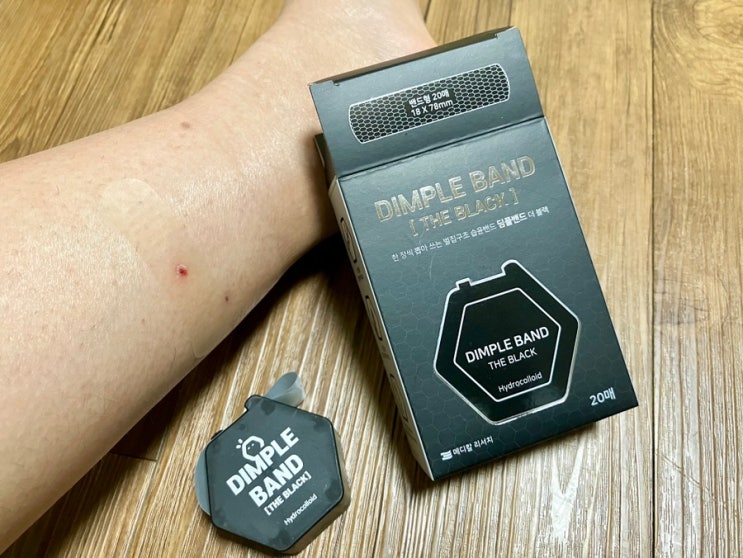 밴드형 20매
18 X 78mm
DIMPLE BAND
[ THE BLACK ]
한 장씩 뽑아 쓰는 벌집구조 습윤밴드 딤플밴드 더 블랙
DIMPLE BAND
THE BLACK
Hydrocolloid
20매
메디칼 리서치
DIMPLE
BAND
[THE BLACK]
Hydrocolloid